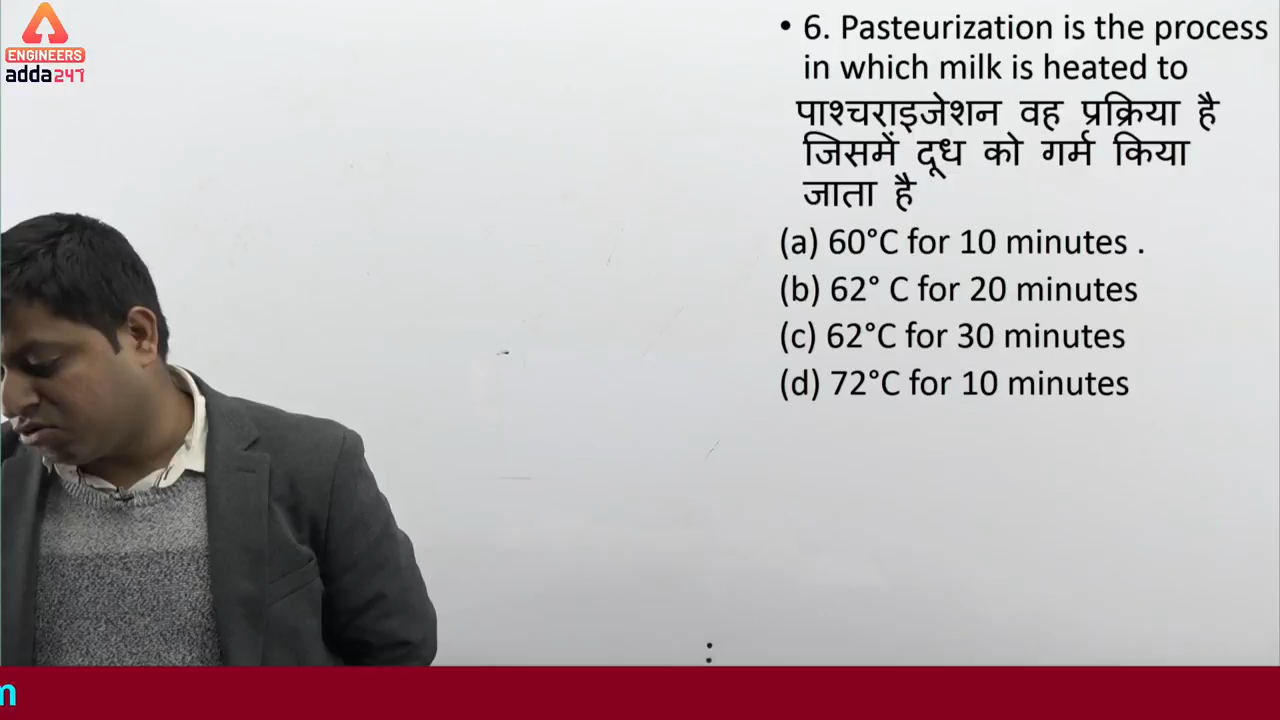 ENGINEERS
adda247
• 6. Pasteurization is the process
in which milk is heated to
पाश्चराइजेशन वह प्रक्रिया है
जिसमें दूध को गर्म किया
जाता है
(a) 60°C for 10 minutes .
(b) 62° C for 20 minutes
(c) 62°C for 30 minutes
(d) 72°C for 10 minutes
m